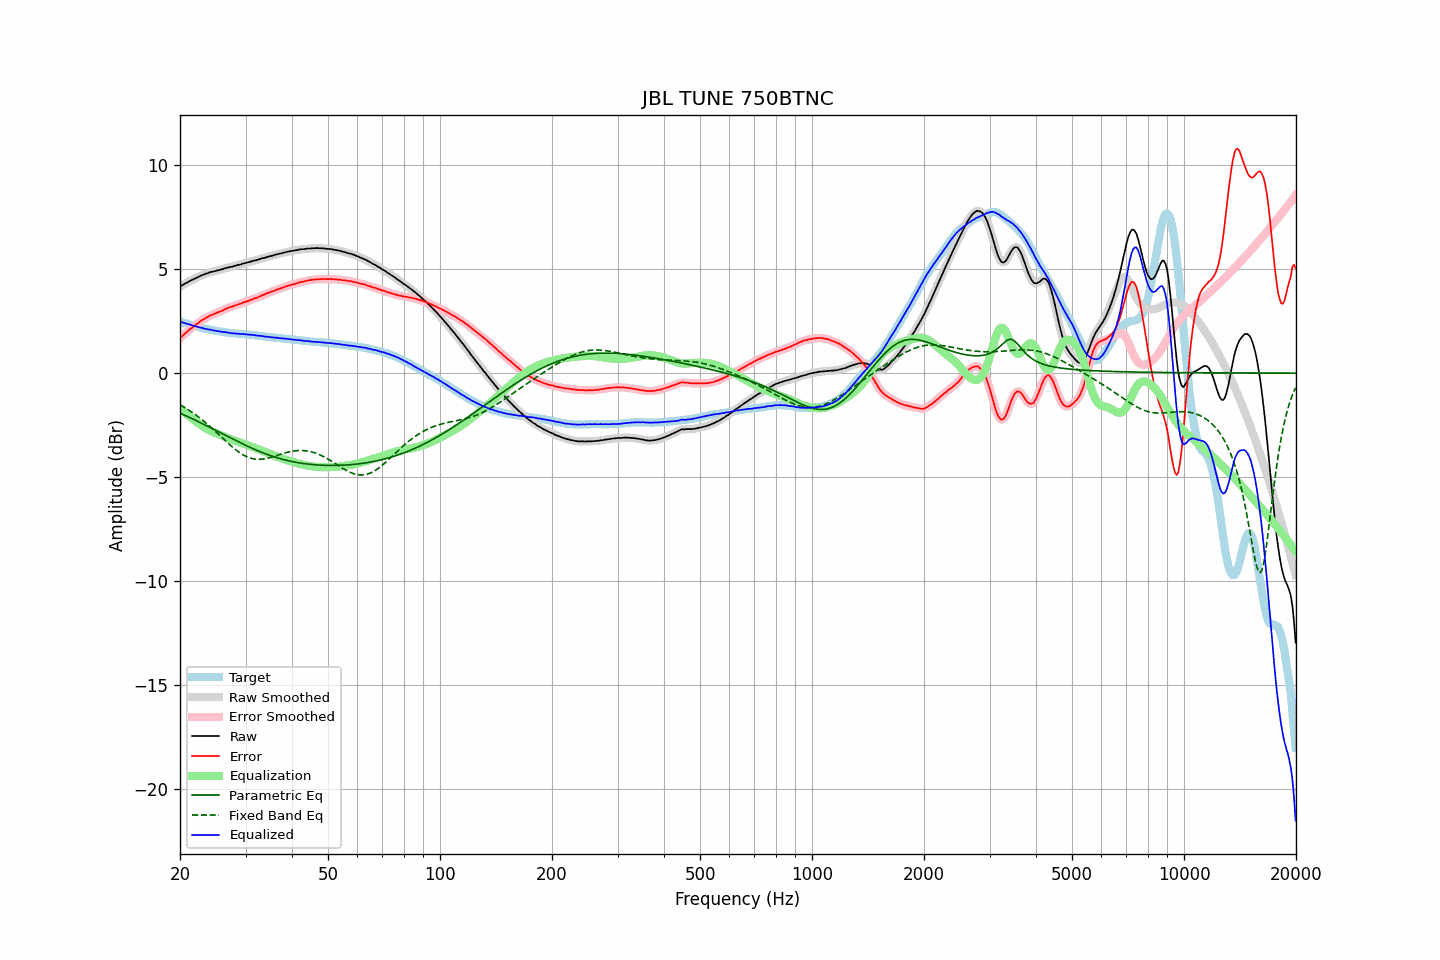 JBL TUNE 750BTNC
10
5
0
−5
−10
−15
−20
Amplitude (dBr)
Target
Raw Smoothed
Error Smoothed
Raw
Error
Equalization
Parametric Eq
Fixed Band Eq
Equalized
20 50 100 200 500 1000 2000 5000 10000 20000
Frequency (Hz)